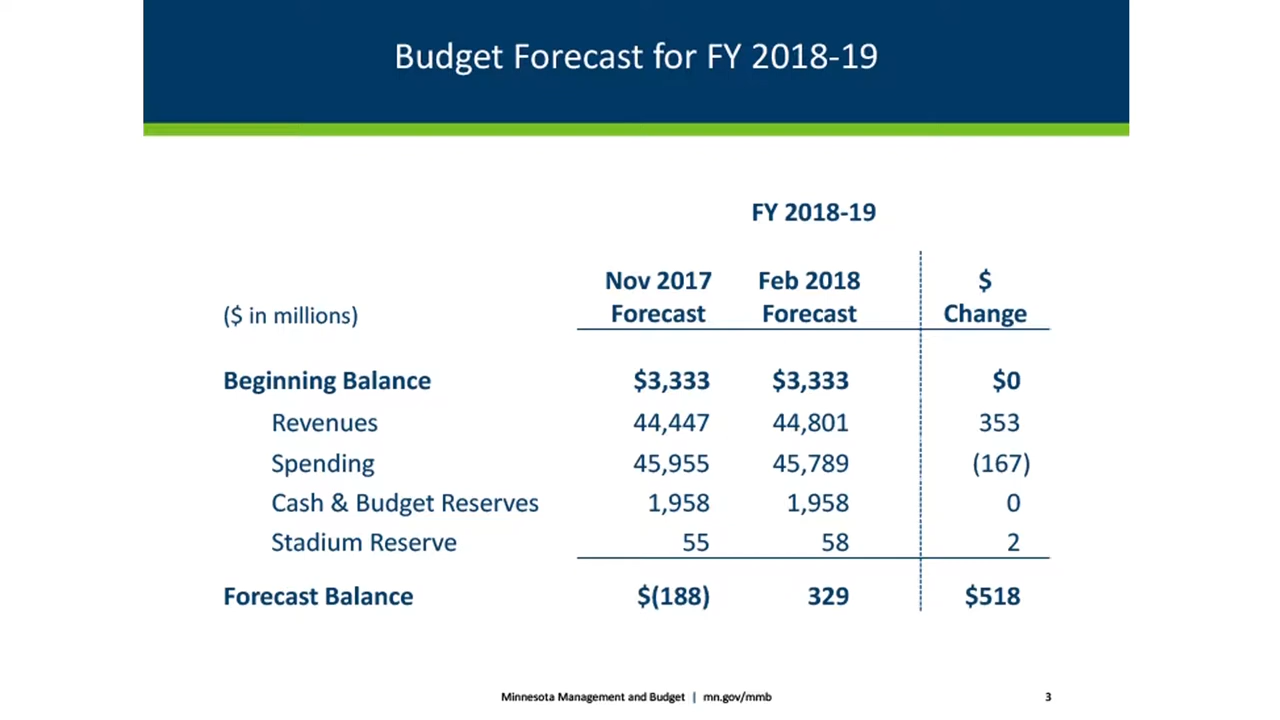 Budget Forecast for FY 2018-19
FY 2018-19
Nov 2017 Feb 2018 $
($ in millions) Forecast Forecast Change
Beginning Balance $3,333 $3,333 $0
Revenues 44,447 44,801 353
Spending 45,955 45,789 (167)
Cash & Budget Reserves 1,958 1,958 0
Stadium Reserve 55 58 2
Forecast Balance $(188) 329 $518
Minnesota Management and Budget | mn.gov/mmb 3